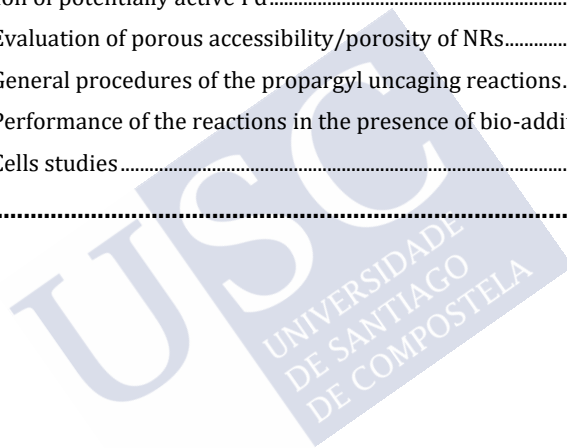 ion of potentially active Pd
Evaluation of porous accessibility/porosity of NRs
General procedures of the propargyl uncaging reactions.
Performance of the reactions in the presence of bio-addit
Cells studies
USC
UNIVERSIDADE
DE SANTIAGO
DE COMPOSTELA